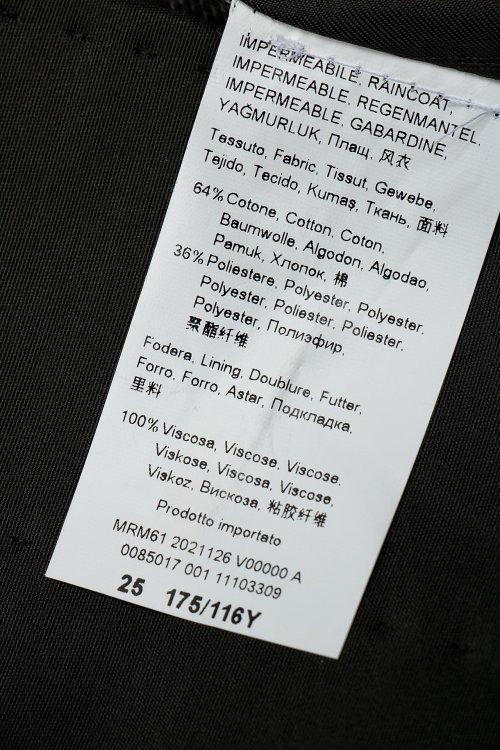 IMPERMEABILE, RAINCOAT,
IMPERMEABLE, REGENMANTEL,
IMPERMEABLE, GABARDINE,
YAĞMURLUK, Плащ, 风衣
Tessuto, Fabric, Tissut, Gewebe,
Tejido, Tecido, Kumaş, Ткань, 面料
64% Cotone, Cotton, Coton,
Baumwolle, Algodon, Algodao,
Pamuk, Хлопок, 棉
36% Poliestere, Polyester, Polyester,
Polyester, Poliester, Poliester,
Polyester, Полиэфир,
聚酯纤维
Fodera, Lining, Doublure, Futter,
Forro, Forro, Astar, Подкладка,
里料
100% Viscosa, Viscose, Viscose,
Viskose, Viscosa, Viscose,
Viskoz, Вискоза, 粘胶纤维
Prodotto importato
MRM61 2021126 V00000 A
0085017 001 11103309
25 175/116Y